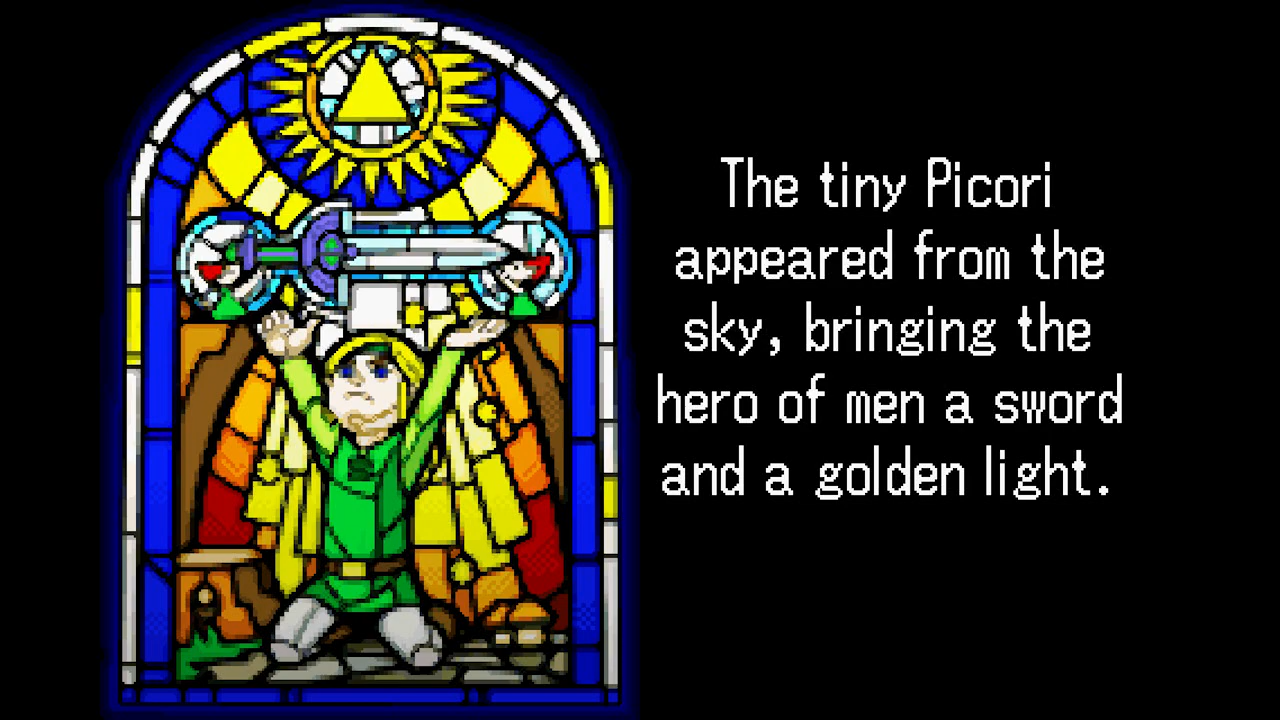 The tiny Picori
appeared from the
sky, bringing the
hero of men a sword
and a golden light.